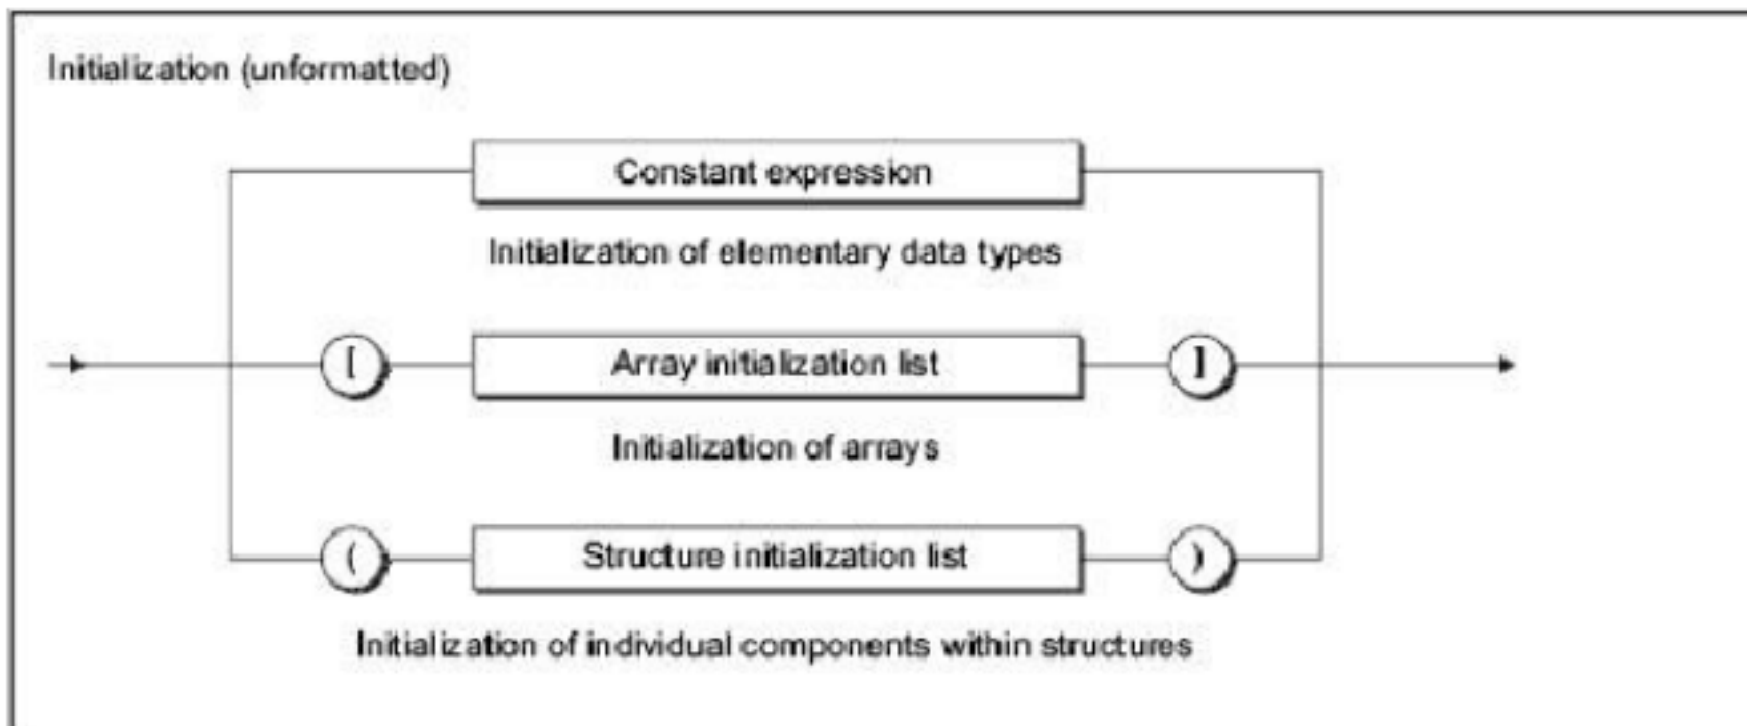 Initialization (unformatted)
Constant expression
Initialization of elementary data types
[ Array initialization list ]
Initialization of arrays
( Structure initialization list )
Initialization of individual components within structures